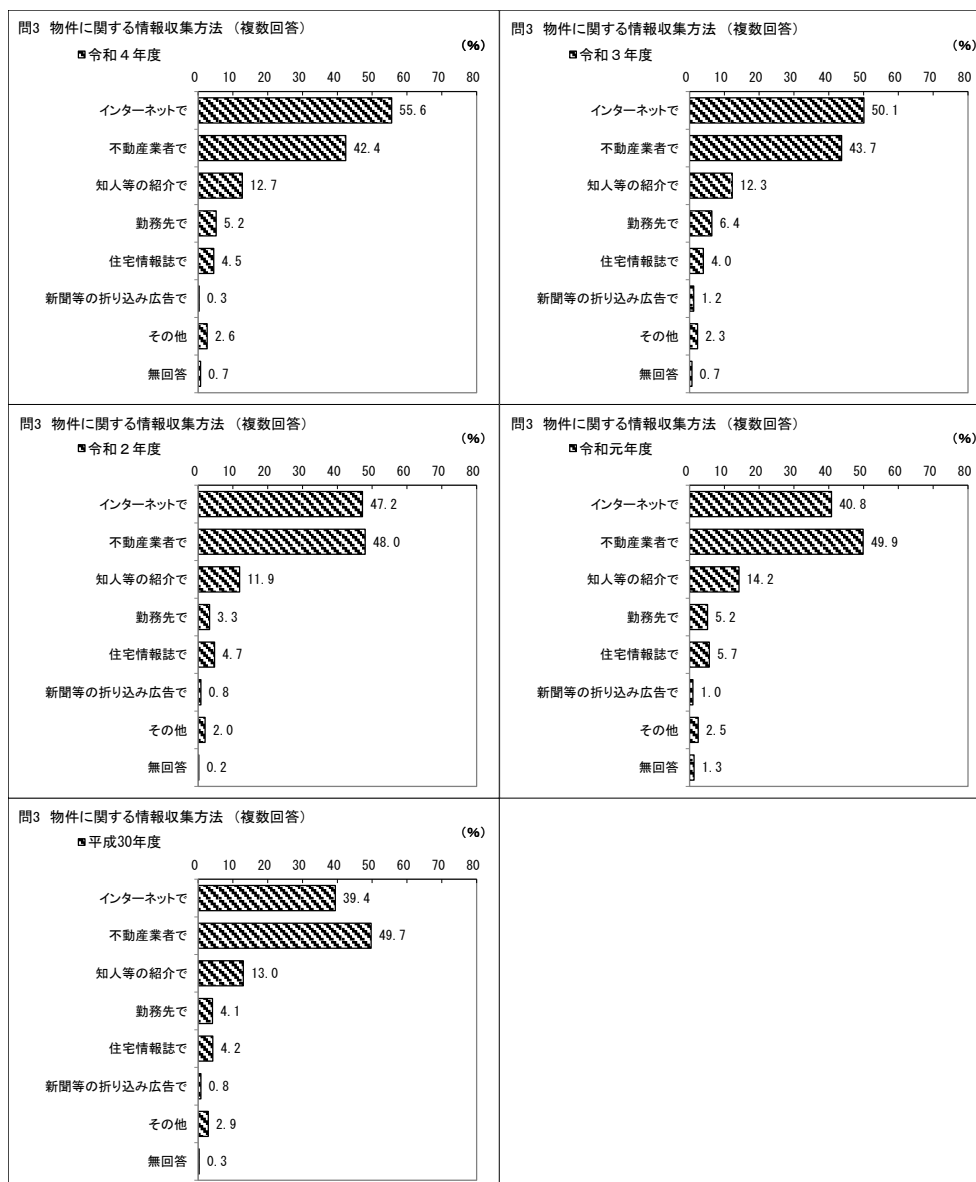 問3 物件に関する情報収集方法 （複数回答）
（％）
令和４年度
0 10 20 30 40 50 60 70 80
インターネットで 55.6
不動産業者で 42.4
知人等の紹介で 12.7
勤務先で 5.2
住宅情報誌で 4.5
新聞等の折り込み広告で 0.3
その他 2.6
無回答 0.7
問3 物件に関する情報収集方法 （複数回答）
（％）
令和３年度
0 10 20 30 40 50 60 70 80
インターネットで 50.1
不動産業者で 43.7
知人等の紹介で 12.3
勤務先で 6.4
住宅情報誌で 4.0
新聞等の折り込み広告で 1.2
その他 2.3
無回答 0.7
問3 物件に関する情報収集方法 （複数回答）
（％）
令和２年度
0 10 20 30 40 50 60 70 80
インターネットで 47.2
不動産業者で 48.0
知人等の紹介で 11.9
勤務先で 3.3
住宅情報誌で 4.7
新聞等の折り込み広告で 0.8
その他 2.0
無回答 0.2
問3 物件に関する情報収集方法 （複数回答）
（％）
令和元年度
0 10 20 30 40 50 60 70 80
インターネットで 40.8
不動産業者で 49.9
知人等の紹介で 14.2
勤務先で 5.2
住宅情報誌で 5.7
新聞等の折り込み広告で 1.0
その他 2.5
無回答 1.3
問3 物件に関する情報収集方法 （複数回答）
（％）
平成30年度
0 10 20 30 40 50 60 70 80
インターネットで 39.4
不動産業者で 49.7
知人等の紹介で 13.0
勤務先で 4.1
住宅情報誌で 4.2
新聞等の折り込み広告で 0.8
その他 2.9
無回答 0.3